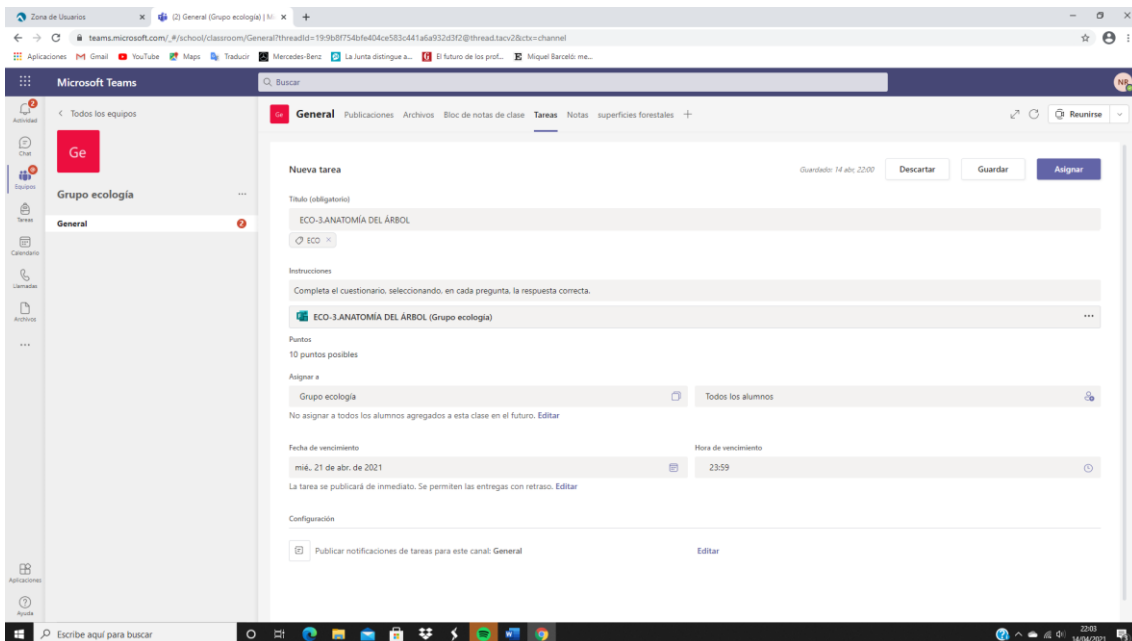 Zona de Usuarios
(2) General (Grupo ecología) | Mi
teams.microsoft.com/_#/school/classroom/General?threadId=19:9b8f754bfe404ce583c441a6a932d3f2@thread.tacv2&ctx=channel
Aplicaciones Gmail YouTube Maps Traducir Mercedes-Benz La Junta distingue a... El futuro de los prof... Miquel Barceló: me...
Microsoft Teams
Buscar
NR
Actividad
2
Chat
Equipos
Tareas
Calendario
Llamadas
Archivos
Aplicaciones
Ayuda
Todos los equipos
Ge
Grupo ecología
General 2
Ge General Publicaciones Archivos Bloc de notas de clase Tareas Notas superficies forestales
Reunirse
Nueva tarea
Guardado: 14 abr, 22:00
Descartar
Guardar
Asignar
Título (obligatorio)
ECO-3.ANATOMÍA DEL ÁRBOL
ECO
Instrucciones
Completa el cuestionario, seleccionando, en cada pregunta, la respuesta correcta.
ECO-3.ANATOMÍA DEL ÁRBOL (Grupo ecología)
Puntos
10 puntos posibles
Asignar a
Grupo ecología
Todos los alumnos
No asignar a todos los alumnos agregados a esta clase en el futuro. Editar
Fecha de vencimiento
Hora de vencimiento
mié., 21 de abr. de 2021
23:59
La tarea se publicará de inmediato. Se permiten las entregas con retraso. Editar
Configuración
Publicar notificaciones de tareas para este canal: General
Editar
Escribe aquí para buscar
22:03
14/04/2021